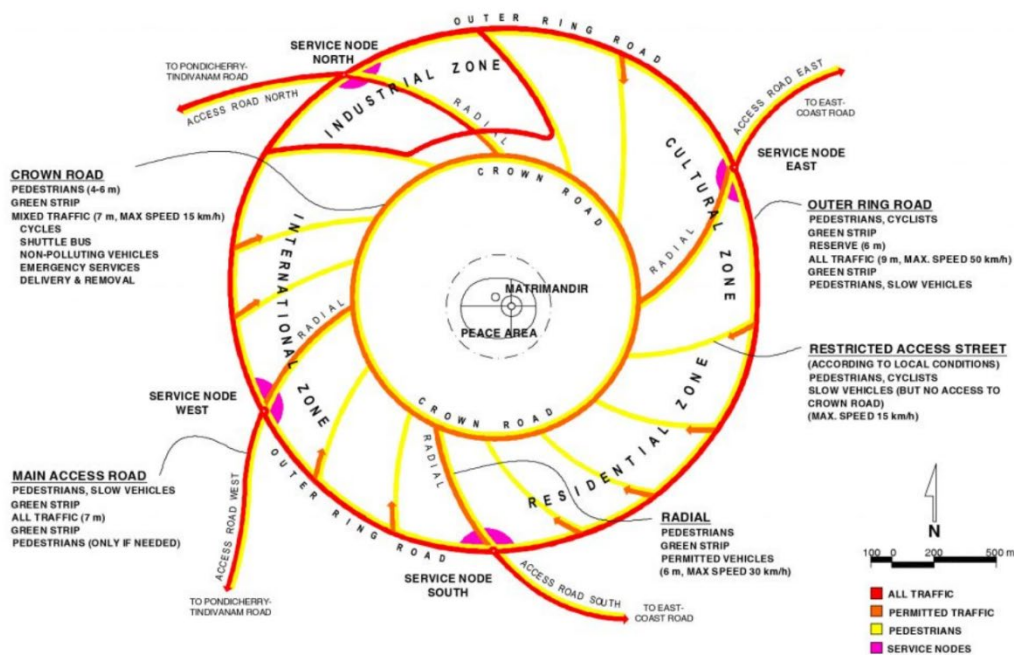 OUTER RING ROAD
SERVICE NODE
NORTH
TO PONDICHERRY-
TINDIVANAM ROAD
ACCESS ROAD NORTH
INDUSTRIAL ZONE
RADIAL
ACCESS ROAD EAST
TO EAST-
COAST ROAD
SERVICE NODE
EAST
CULTURAL ZONE
RADIAL
CROWN ROAD
CROWN ROAD
PEDESTRIANS (4-6 m)
GREEN STRIP
MIXED TRAFFIC (7 m, MAX SPEED 15 km/h)
CYCLES
SHUTTLE BUS
NON-POLLUTING VEHICLES
EMERGENCY SERVICES
DELIVERY & REMOVAL
OUTER RING ROAD
PEDESTRIANS, CYCLISTS
GREEN STRIP
RESERVE (6 m)
ALL TRAFFIC (9 m, MAX. SPEED 50 km/h)
GREEN STRIP
PEDESTRIANS, SLOW VEHICLES
INTERNATIONAL ZONE
RADIAL
MATRIMANDIR
PEACE AREA
RESTRICTED ACCESS STREET
(ACCORDING TO LOCAL CONDITIONS)
PEDESTRIANS, CYCLISTS
SLOW VEHICLES (BUT NO ACCESS TO
CROWN ROAD)
(MAX. SPEED 15 km/h)
SERVICE NODE
WEST
CROWN ROAD
RADIAL
RESIDENTIAL ZONE
MAIN ACCESS ROAD
PEDESTRIANS, SLOW VEHICLES
GREEN STRIP
ALL TRAFFIC (7 m)
GREEN STRIP
PEDESTRIANS (ONLY IF NEEDED)
ACCESS ROAD WEST
TO PONDICHERRY-
TINDIVANAM ROAD
OUTER RING ROAD
SERVICE NODE
SOUTH
ACCESS ROAD SOUTH
TO EAST-
COAST ROAD
RADIAL
PEDESTRIANS
GREEN STRIP
PERMITTED VEHICLES
(6 m, MAX SPEED 30 km/h)
N
100 0 200 500 m
ALL TRAFFIC
PERMITTED TRAFFIC
PEDESTRIANS
SERVICE NODES